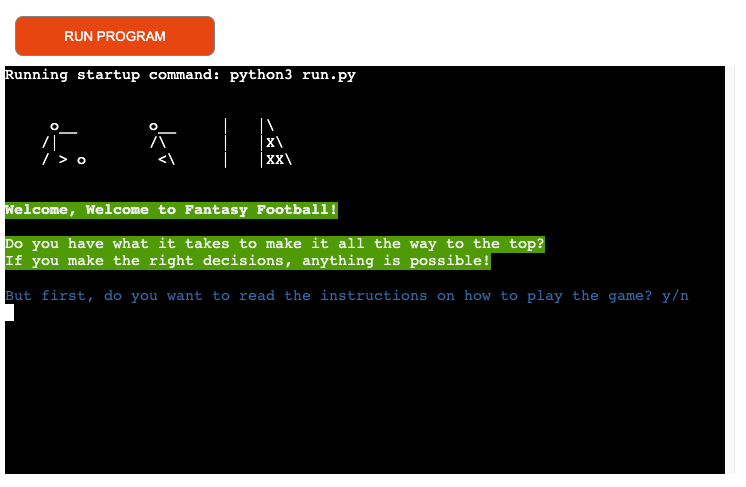 RUN PROGRAM
Running startup command: python3 run.py
     o__        o__     |   |\
    /|          /\      |   |X\
    / > o        <\     |   |XX\
Welcome, Welcome to Fantasy Football!
Do you have what it takes to make it all the way to the top?
If you make the right decisions, anything is possible!
But first, do you want to read the instructions on how to play the game? y/n